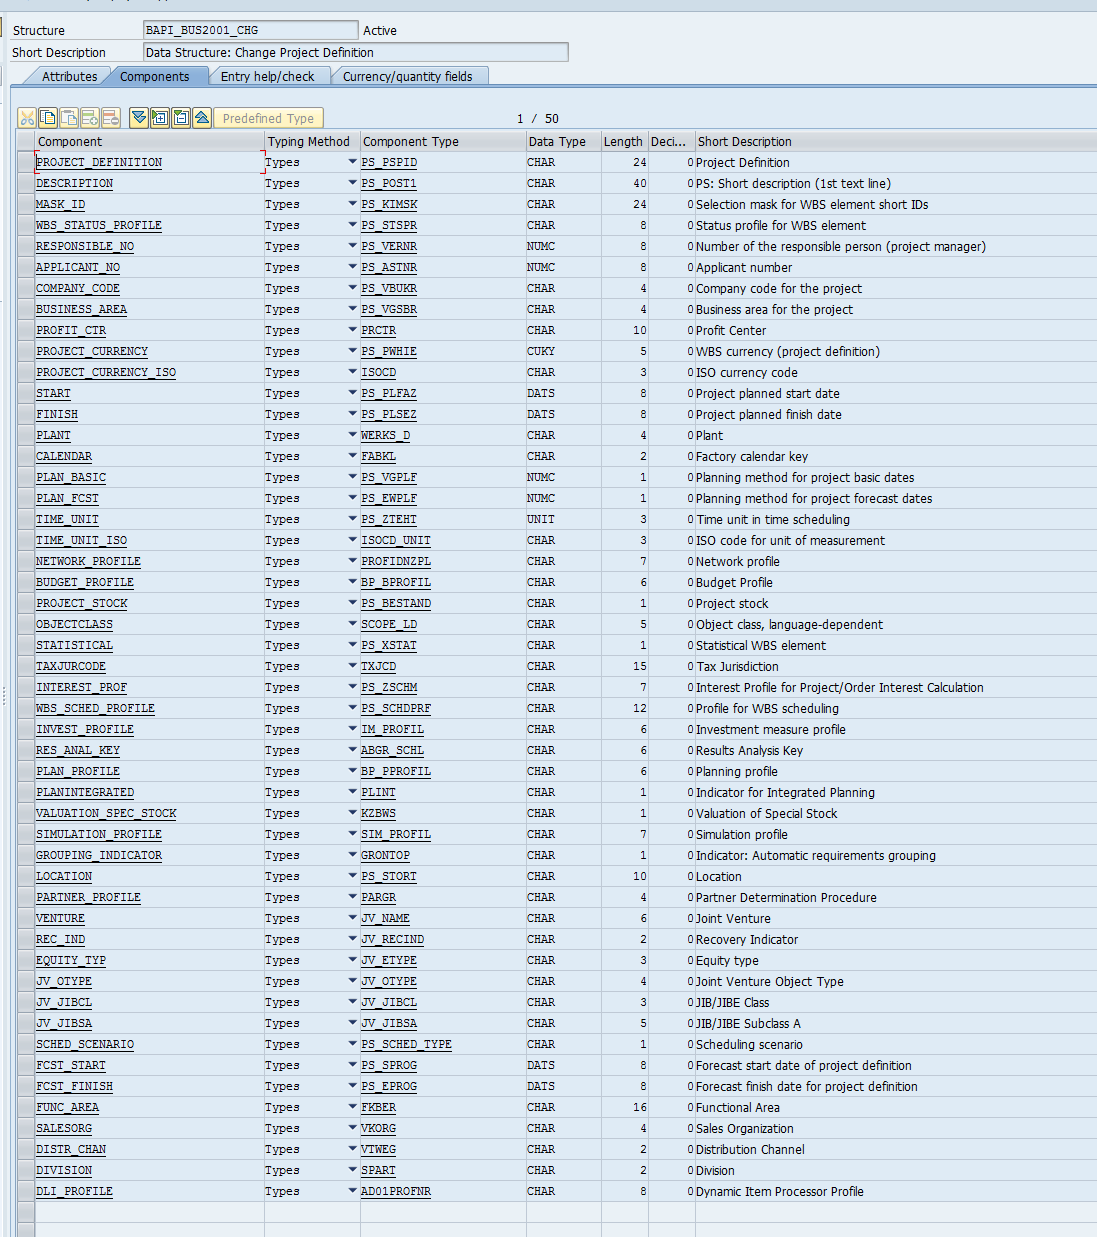 Structure BAPI_BUS2001_CHG Active
Short Description Data Structure: Change Project Definition
Attributes Components Entry help/check Currency/quantity fields
Predefined Type 1 / 50
Component Typing Method Component Type Data Type Length Deci... Short Description
PROJECT_DEFINITION Types PS_PSPID CHAR 24 0 Project Definition
DESCRIPTION Types PS_POST1 CHAR 40 0 PS: Short description (1st text line)
MASK_ID Types PS_KIMSK CHAR 24 0 Selection mask for WBS element short IDs
WBS_STATUS_PROFILE Types PS_STSPR CHAR 8 0 Status profile for WBS element
RESPONSIBLE_NO Types PS_VERNR NUMC 8 0 Number of the responsible person (project manager)
APPLICANT_NO Types PS_ASTNR NUMC 8 0 Applicant number
COMPANY_CODE Types PS_VBUKR CHAR 4 0 Company code for the project
BUSINESS_AREA Types PS_VGSBR CHAR 4 0 Business area for the project
PROFIT_CTR Types PRCTR CHAR 10 0 Profit Center
PROJECT_CURRENCY Types PS_PWHIE CUKY 5 0 WBS currency (project definition)
PROJECT_CURRENCY_ISO Types ISOCD CHAR 3 0 ISO currency code
START Types PS_PLFAZ DATS 8 0 Project planned start date
FINISH Types PS_PLSEZ DATS 8 0 Project planned finish date
PLANT Types WERKS_D CHAR 4 0 Plant
CALENDAR Types FABKL CHAR 2 0 Factory calendar key
PLAN_BASIC Types PS_VGPLF NUMC 1 0 Planning method for project basic dates
PLAN_FCST Types PS_EWPLF NUMC 1 0 Planning method for project forecast dates
TIME_UNIT Types PS_ZTEHT UNIT 3 0 Time unit in time scheduling
TIME_UNIT_ISO Types ISOCD_UNIT CHAR 3 0 ISO code for unit of measurement
NETWORK_PROFILE Types PROFIDNZPL CHAR 7 0 Network profile
BUDGET_PROFILE Types BP_BPROFIL CHAR 6 0 Budget Profile
PROJECT_STOCK Types PS_BESTAND CHAR 1 0 Project stock
OBJECTCLASS Types SCOPE_LD CHAR 5 0 Object class, language-dependent
STATISTICAL Types PS_XSTAT CHAR 1 0 Statistical WBS element
TAXJURCODE Types TXJCD CHAR 15 0 Tax Jurisdiction
INTEREST_PROF Types PS_ZSCHM CHAR 7 0 Interest Profile for Project/Order Interest Calculation
WBS_SCHED_PROFILE Types PS_SCHDPRF CHAR 12 0 Profile for WBS scheduling
INVEST_PROFILE Types IM_PROFIL CHAR 6 0 Investment measure profile
RES_ANAL_KEY Types ABGR_SCHL CHAR 6 0 Results Analysis Key
PLAN_PROFILE Types BP_PPROFIL CHAR 6 0 Planning profile
PLANINTEGRATED Types PLINT CHAR 1 0 Indicator for Integrated Planning
VALUATION_SPEC_STOCK Types KZBWS CHAR 1 0 Valuation of Special Stock
SIMULATION_PROFILE Types SIM_PROFIL CHAR 7 0 Simulation profile
GROUPING_INDICATOR Types GRONTOP CHAR 1 0 Indicator: Automatic requirements grouping
LOCATION Types PS_STORT CHAR 10 0 Location
PARTNER_PROFILE Types PARGR CHAR 4 0 Partner Determination Procedure
VENTURE Types JV_NAME CHAR 6 0 Joint Venture
REC_IND Types JV_RECIND CHAR 2 0 Recovery Indicator
EQUITY_TYP Types JV_ETYPE CHAR 3 0 Equity type
JV_OTYPE Types JV_OTYPE CHAR 4 0 Joint Venture Object Type
JV_JIBCL Types JV_JIBCL CHAR 3 0 JIB/JIBE Class
JV_JIBSA Types JV_JIBSA CHAR 5 0 JIB/JIBE Subclass A
SCHED_SCENARIO Types PS_SCHED_TYPE CHAR 1 0 Scheduling scenario
FCST_START Types PS_SPROG DATS 8 0 Forecast start date of project definition
FCST_FINISH Types PS_EPROG DATS 8 0 Forecast finish date for project definition
FUNC_AREA Types FKBER CHAR 16 0 Functional Area
SALESORG Types VKORG CHAR 4 0 Sales Organization
DISTR_CHAN Types VTWEG CHAR 2 0 Distribution Channel
DIVISION Types SPART CHAR 2 0 Division
DLI_PROFILE Types AD01PROFNR CHAR 8 0 Dynamic Item Processor Profile